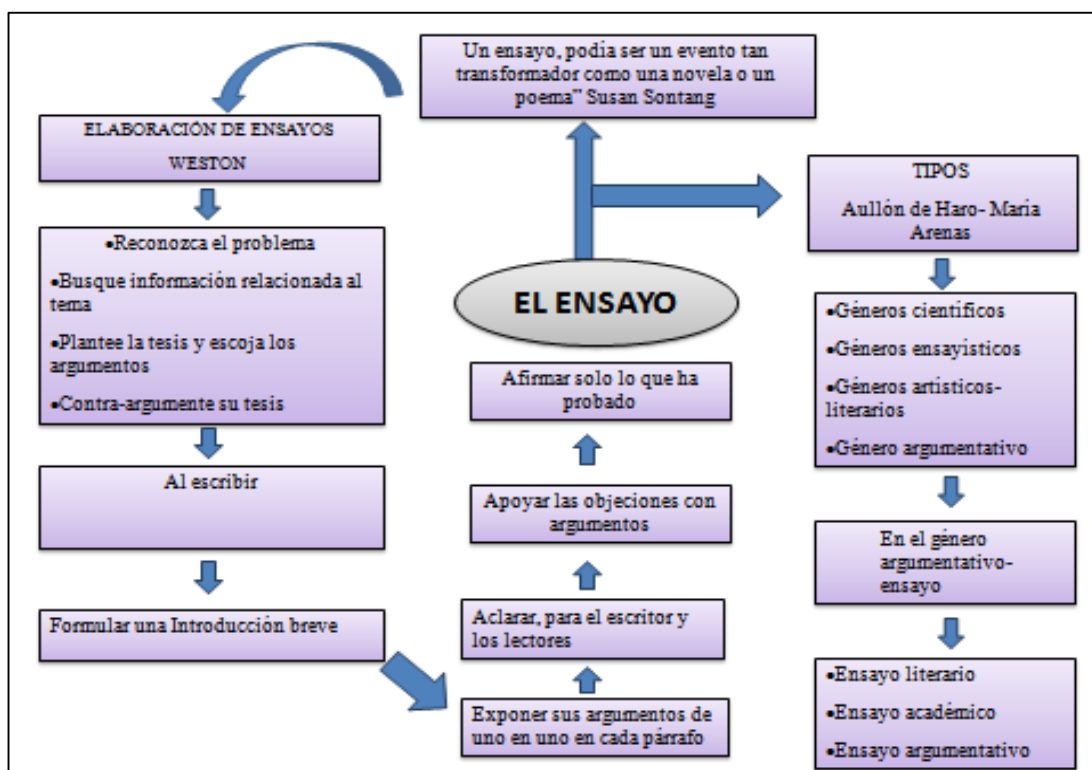 Un ensayo, podía ser un evento tan
transformador como una novela o un
poema” Susan Sontang
ELABORACIÓN DE ENSAYOS
WESTON
•Reconozca el problema
•Busque información relacionada al
tema
•Plantee la tesis y escoja los
argumentos
•Contra-argumente su tesis
Al escribir
Formular una Introducción breve
EL ENSAYO
Afirmar solo lo que ha
probado
Apoyar las objeciones con
argumentos
Aclarar, para el escritor y
los lectores
Exponer sus argumentos de
uno en uno en cada párrafo
TIPOS
Aullón de Haro- María
Arenas
•Géneros científicos
•Géneros ensayísticos
•Géneros artísticos-
literarios
•Género argumentativo
En el género
argumentativo-
ensayo
•Ensayo literario
•Ensayo académico
•Ensayo argumentativo